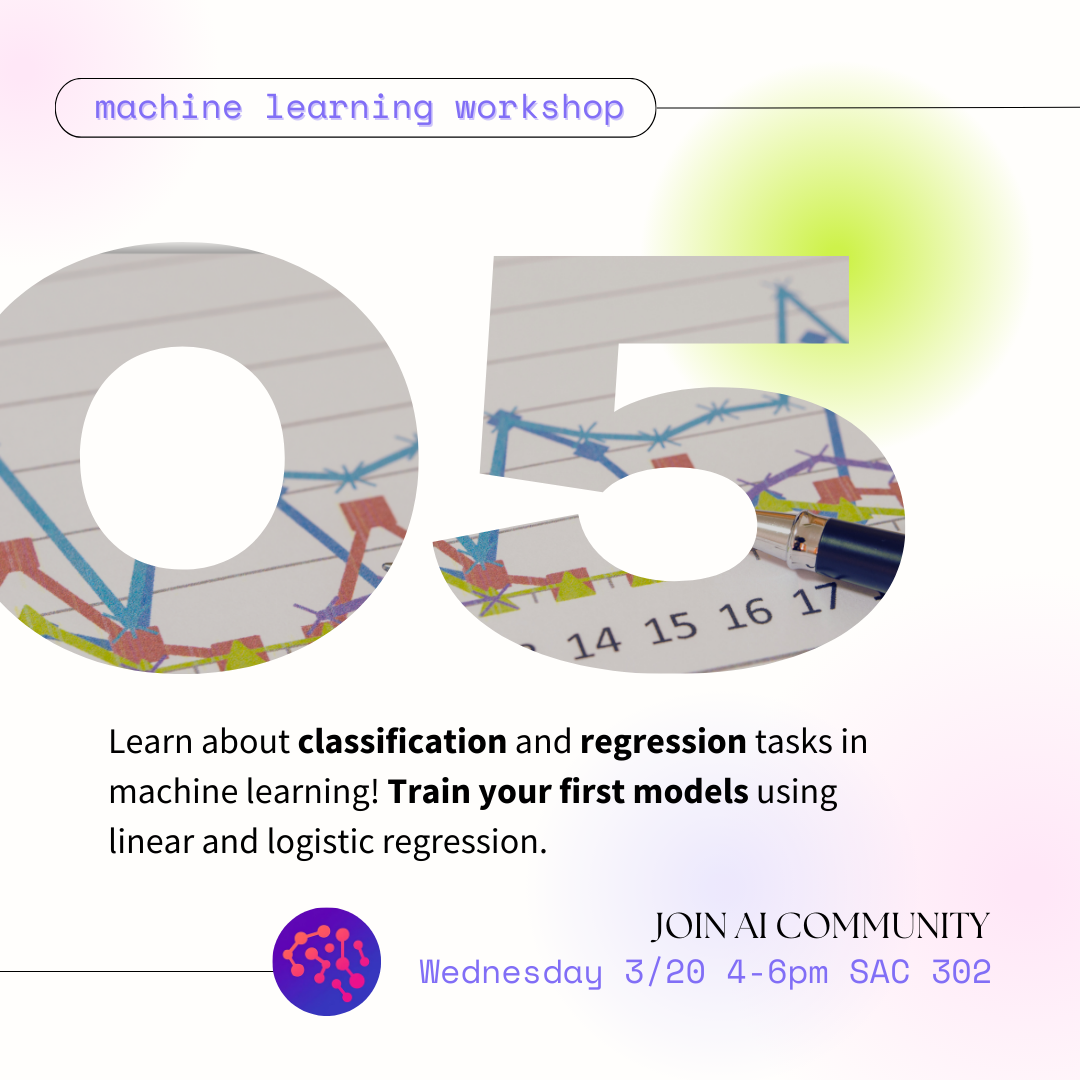 machine learning workshop
05
14 15 16 17
Learn about classification and regression tasks in
machine learning! Train your first models using
linear and logistic regression.
JOIN AI COMMUNITY
Wednesday 3/20 4-6pm SAC 302